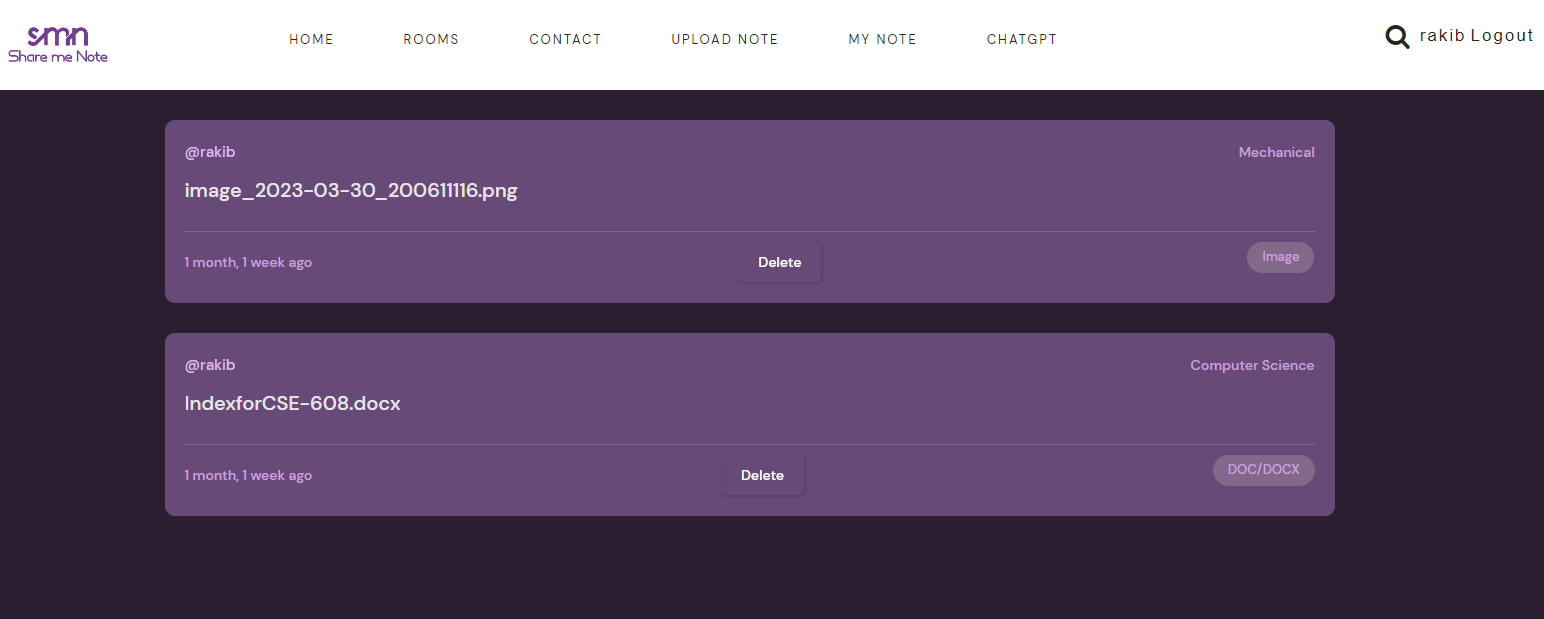 smn
Share me Note
HOME ROOMS CONTACT UPLOAD NOTE MY NOTE CHATGPT
rakib Logout
@rakib Mechanical
image_2023-03-30_200611116.png
1 month, 1 week ago Delete Image
@rakib Computer Science
IndexforCSE-608.docx
1 month, 1 week ago Delete DOC/DOCX